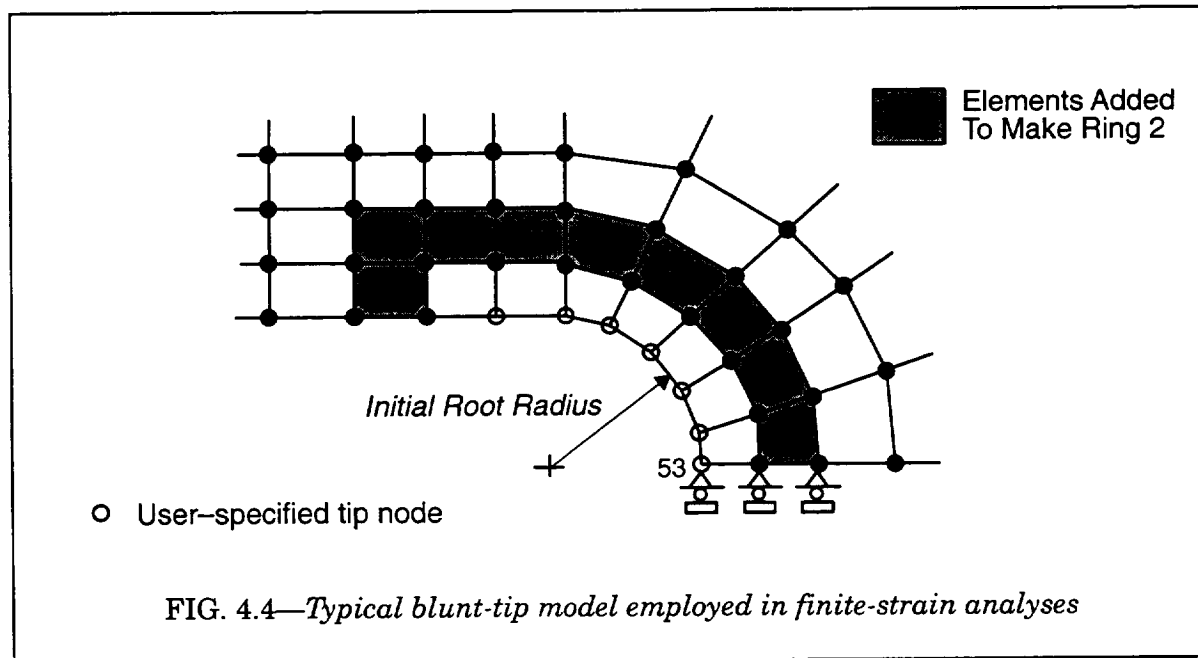 Elements Added
To Make Ring 2
Initial Root Radius
53
User–specified tip node
FIG. 4.4—Typical blunt-tip model employed in finite-strain analyses